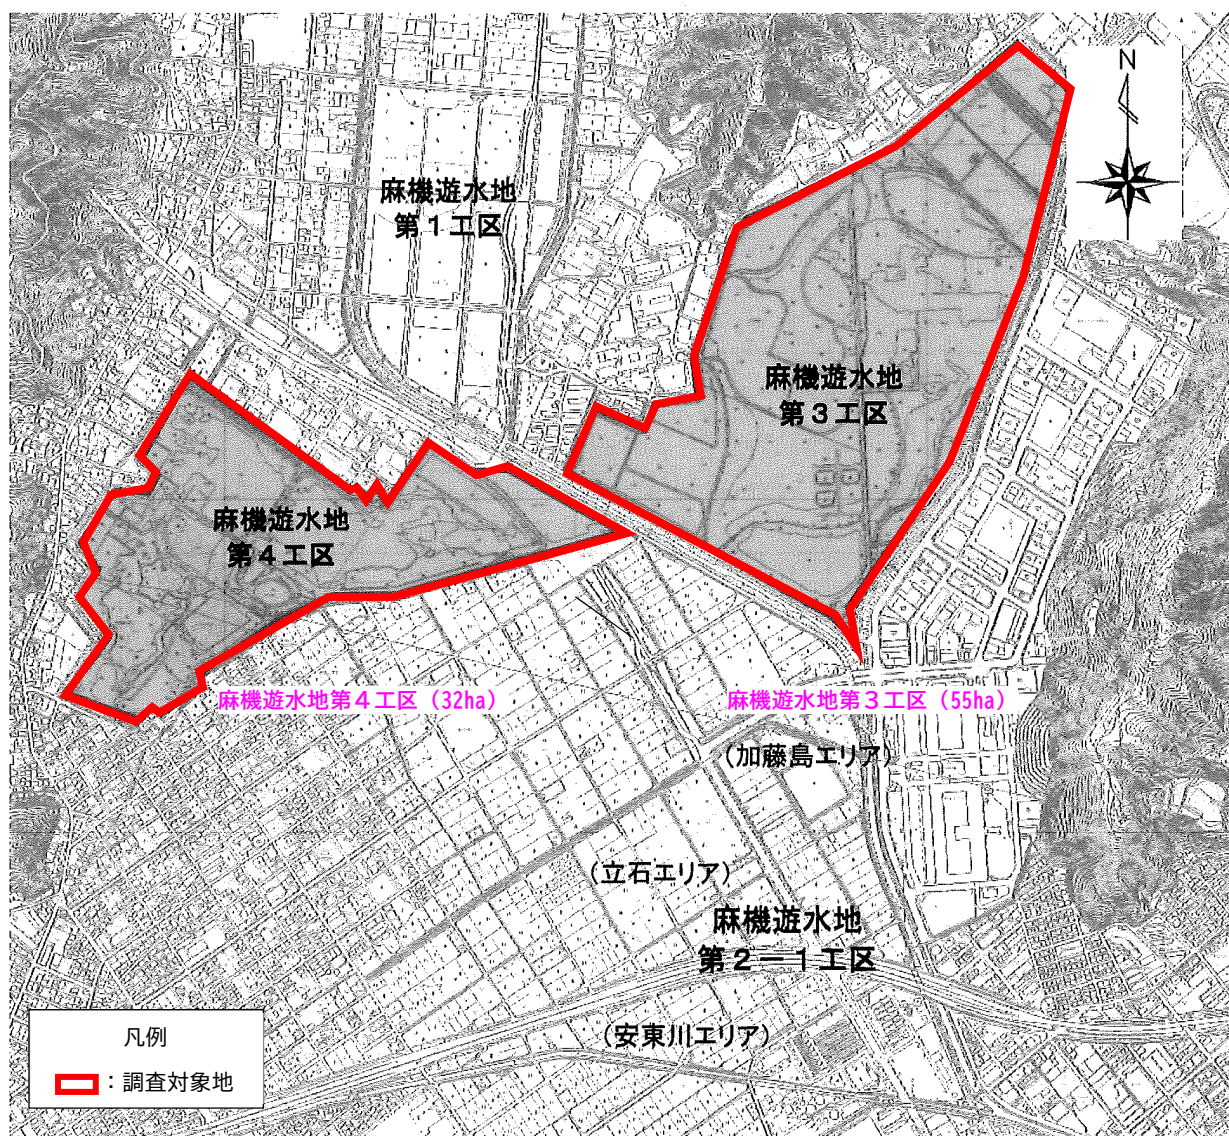 N
麻機遊水地
第1工区
麻機遊水地
第3工区
麻機遊水地
第4工区
麻機遊水地第4工区（32ha）
麻機遊水地第3工区（55ha）
（加藤島エリア）
（立石エリア）
麻機遊水地
第2－1工区
（安東川エリア）
凡例
：調査対象地